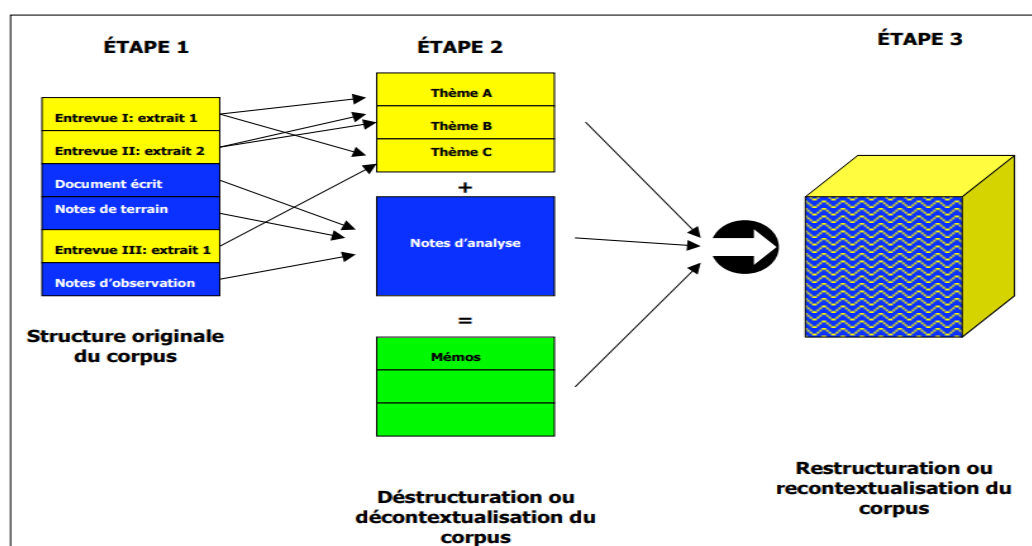 ÉTAPE 1
Entrevue I: extrait 1
Entrevue II: extrait 2
Document écrit
Notes de terrain
Entrevue III: extrait 1
Notes d'observation
Structure originale
du corpus
ÉTAPE 2
Thème A
Thème B
Thème C
+
Notes d'analyse
=
Mémos
Déstructuration ou
décontextualisation du
corpus
ÉTAPE 3
Restructuration ou
recontextualisation du
corpus